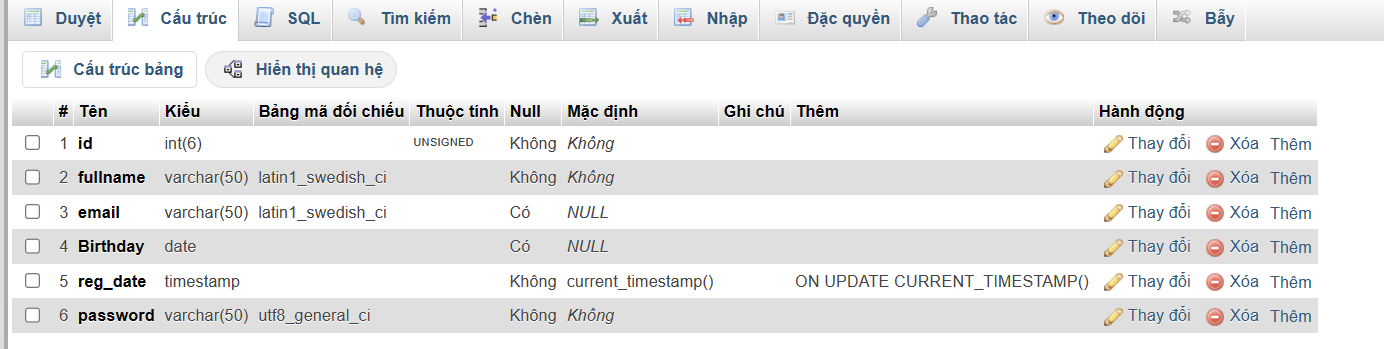 Duyệt Cấu trúc SQL Tìm kiếm Chèn Xuất Nhập Đặc quyền Thao tác Theo dõi Bẫy
Cấu trúc bảng Hiển thị quan hệ
# Tên Kiểu Bảng mã đối chiếu Thuộc tính Null Mặc định Ghi chú Thêm Hành động
1 id int(6) UNSIGNED Không Không Thay đổi Xóa Thêm
2 fullname varchar(50) latin1_swedish_ci Không Không Thay đổi Xóa Thêm
3 email varchar(50) latin1_swedish_ci Có NULL Thay đổi Xóa Thêm
4 Birthday date Có NULL Thay đổi Xóa Thêm
5 reg_date timestamp Không current_timestamp() ON UPDATE CURRENT_TIMESTAMP() Thay đổi Xóa Thêm
6 password varchar(50) utf8_general_ci Không Không Thay đổi Xóa Thêm